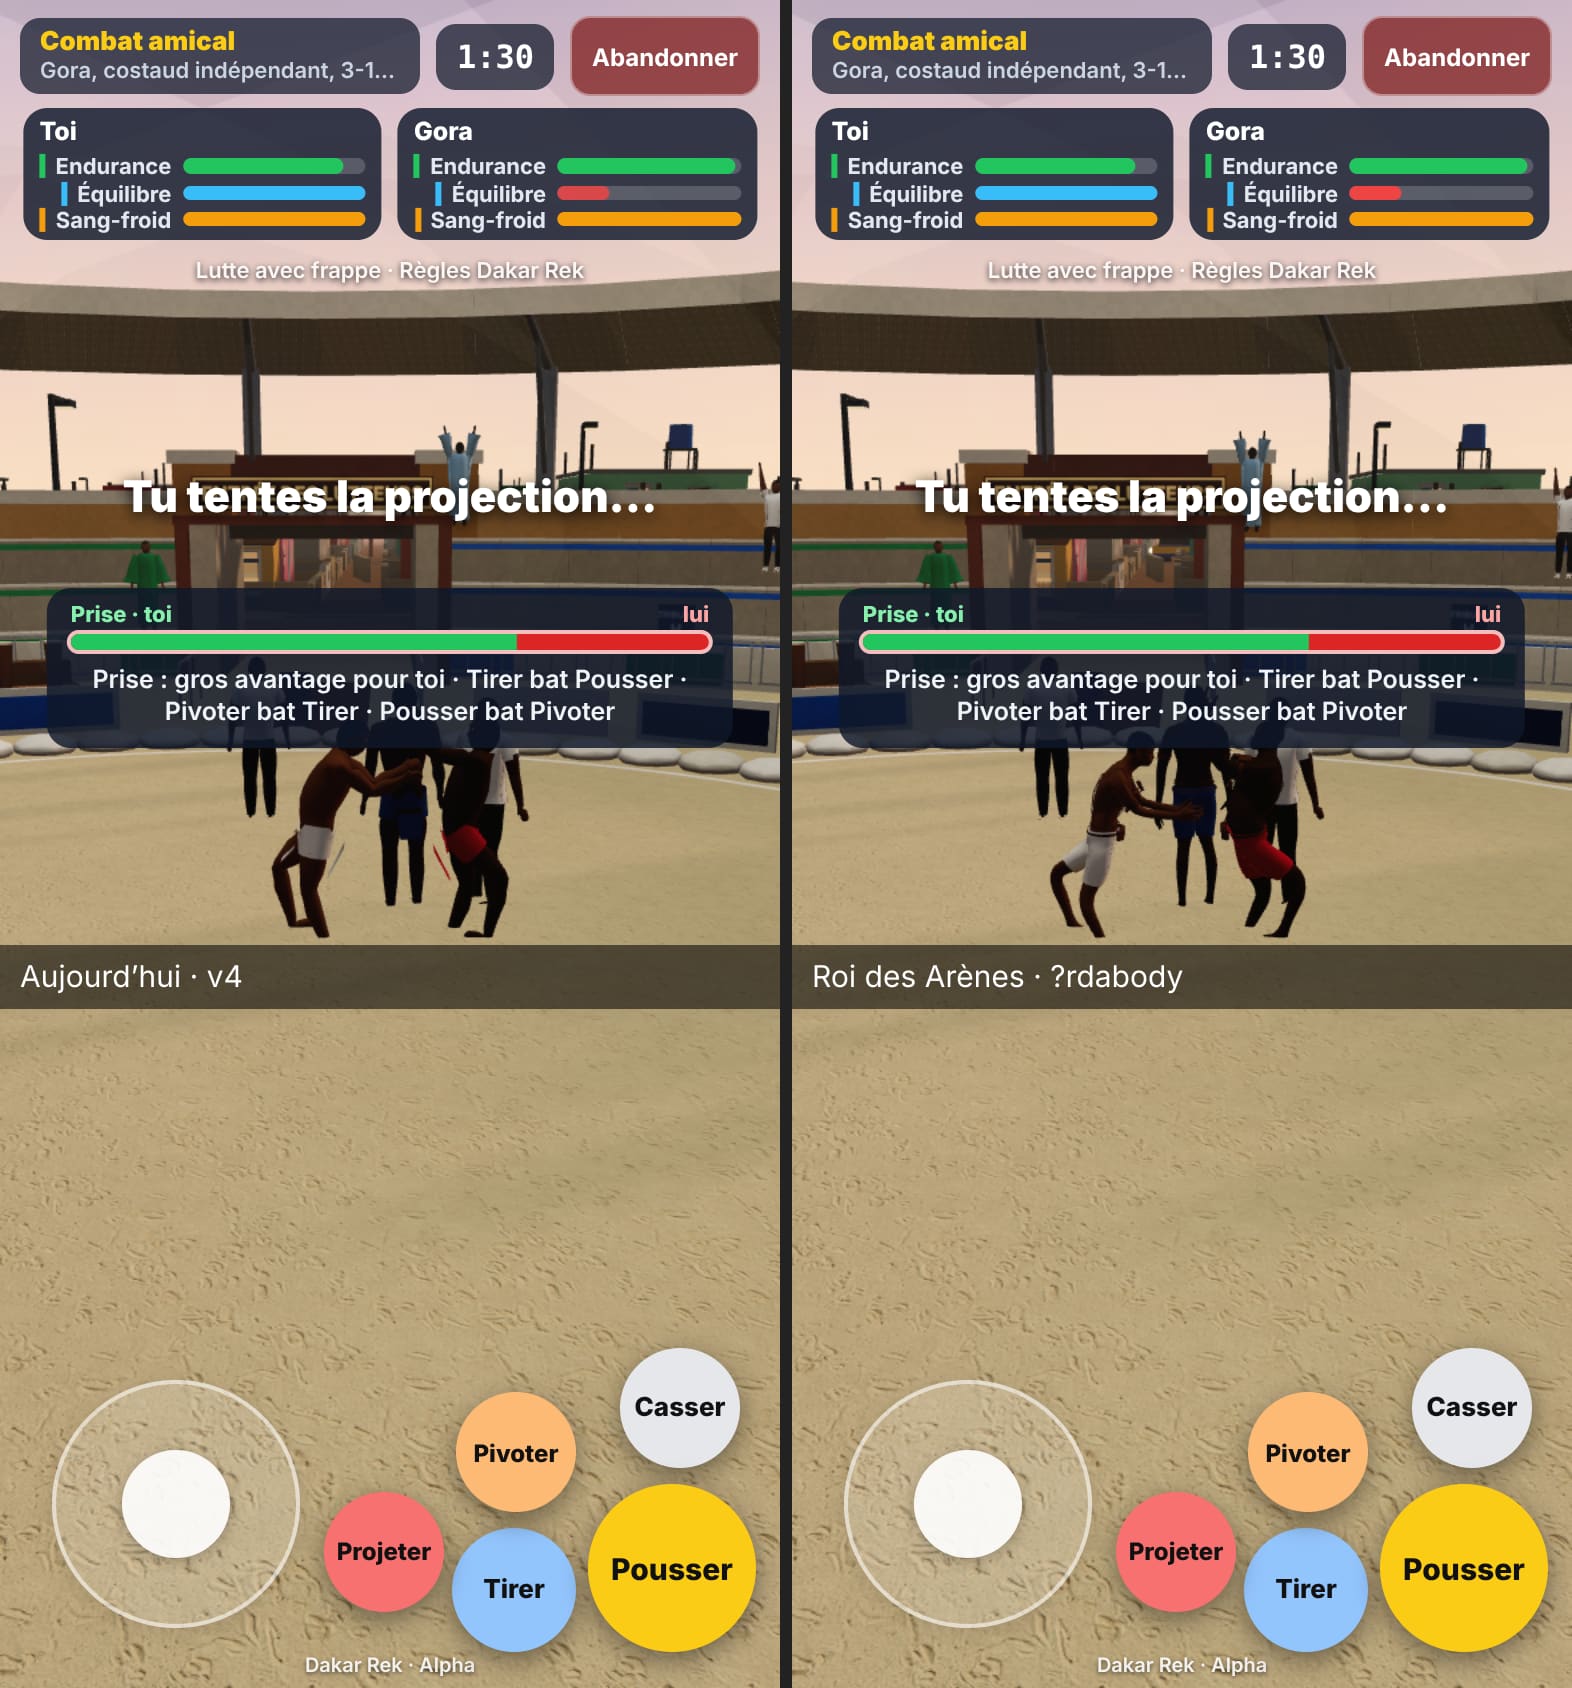 Combat amical
Gora, costaud indépendant, 3-1...
1:30
Abandonner
Toi
Endurance
Équilibre
Sang-froid
Gora
Endurance
Équilibre
Sang-froid
Lutte avec frappe · Règles Dakar Rek
Tu tentes la projection...
Prise · toi
lui
Prise : gros avantage pour toi · Tirer bat Pousser ·
Pivoter bat Tirer · Pousser bat Pivoter
Aujourd’hui · v4
Casser
Pivoter
Projeter
Tirer
Pousser
Dakar Rek · Alpha
Combat amical
Gora, costaud indépendant, 3-1...
1:30
Abandonner
Toi
Endurance
Équilibre
Sang-froid
Gora
Endurance
Équilibre
Sang-froid
Lutte avec frappe · Règles Dakar Rek
Tu tentes la projection...
Prise · toi
lui
Prise : gros avantage pour toi · Tirer bat Pousser ·
Pivoter bat Tirer · Pousser bat Pivoter
Roi des Arènes · ?rdabody
Casser
Pivoter
Projeter
Tirer
Pousser
Dakar Rek · Alpha